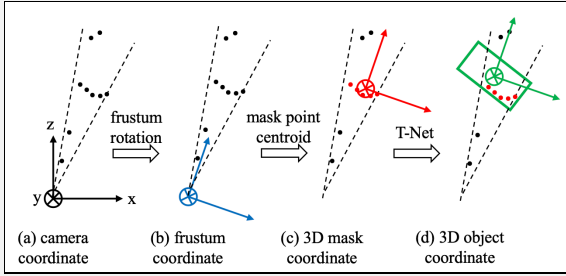 z
y
x
frustum
rotation
mask point
centroid
T-Net
(a) camera
coordinate
(b) frustum
coordinate
(c) 3D mask
coordinate
(d) 3D object
coordinate